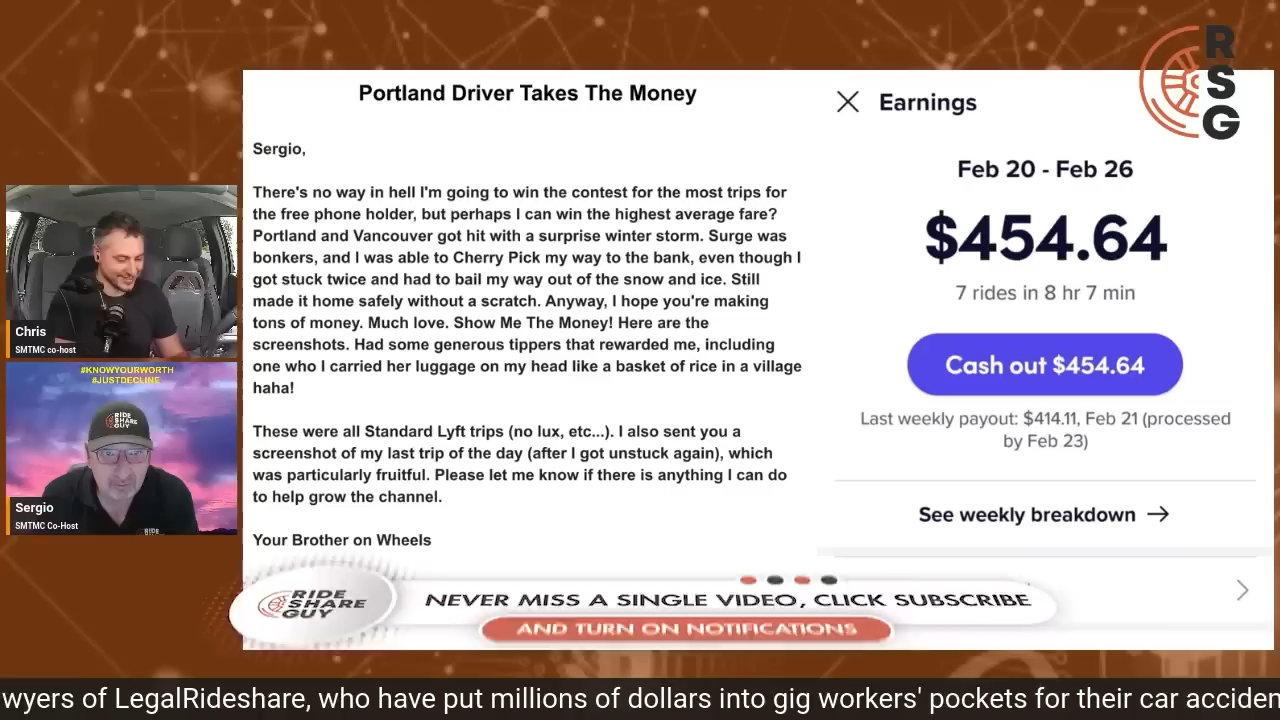 R
S
G
Portland Driver Takes The Money
Sergio,
There's no way in hell I'm going to win the contest for the most trips for
the free phone holder, but perhaps I can win the highest average fare?
Portland and Vancouver got hit with a surprise winter storm. Surge was
bonkers, and I was able to Cherry Pick my way to the bank, even though I
got stuck twice and had to bail my way out of the snow and ice. Still
made it home safely without a scratch. Anyway, I hope you're making
tons of money. Much love. Show Me The Money! Here are the
screenshots. Had some generous tippers that rewarded me, including
one who I carried her luggage on my head like a basket of rice in a village
haha!
These were all Standard Lyft trips (no lux, etc...). I also sent you a
screenshot of my last trip of the day (after I got unstuck again), which
was particularly fruitful. Please let me know if there is anything I can do
to help grow the channel.
Your Brother on Wheels
Earnings
Feb 20 - Feb 26
$454.64
7 rides in 8 hr 7 min
Cash out $454.64
Last weekly payout: $414.11, Feb 21 (processed
by Feb 23)
See weekly breakdown
Chris
SMTMC co-host
#KNOWYOURWORTH
#JUSTDECLINE
RIDE
SHARE
GUY
Sergio
SMTMC Co-Host
RIDE
RIDE
SHARE
GUY
NEVER MISS A SINGLE VIDEO, CLICK SUBSCRIBE
AND TURN ON NOTIFICATIONS
wyers of LegalRideshare, who have put millions of dollars into gig workers' pockets for their car acciden